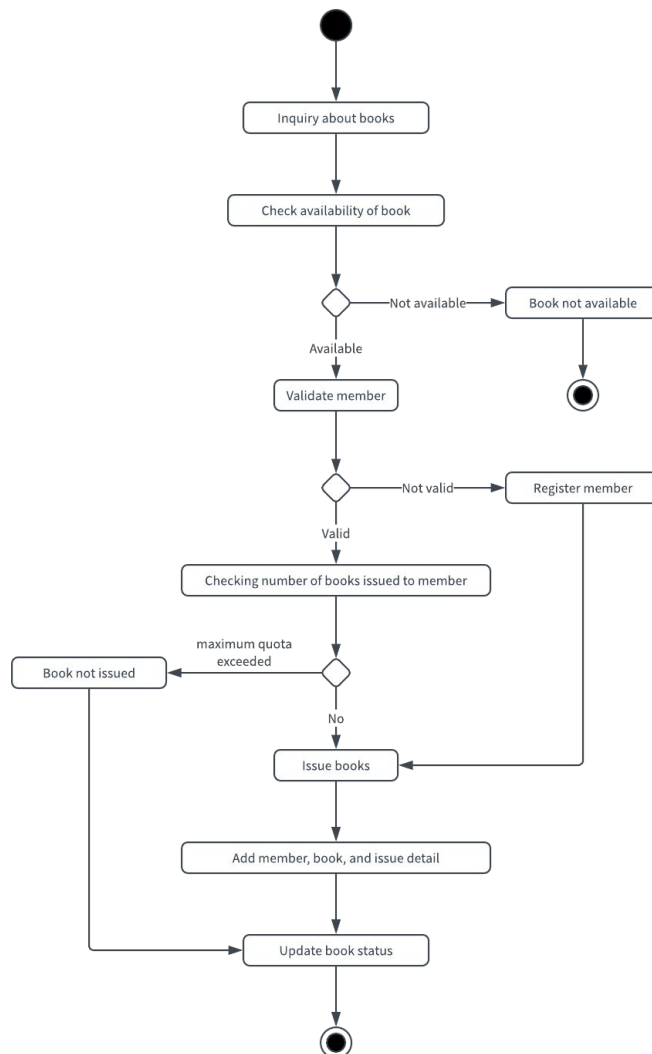 Inquiry about books
Check availability of book
Not available
Book not available
Available
Validate member
Not valid
Register member
Valid
Checking number of books issued to member
maximum quota
exceeded
Book not issued
No
Issue books
Add member, book, and issue detail
Update book status